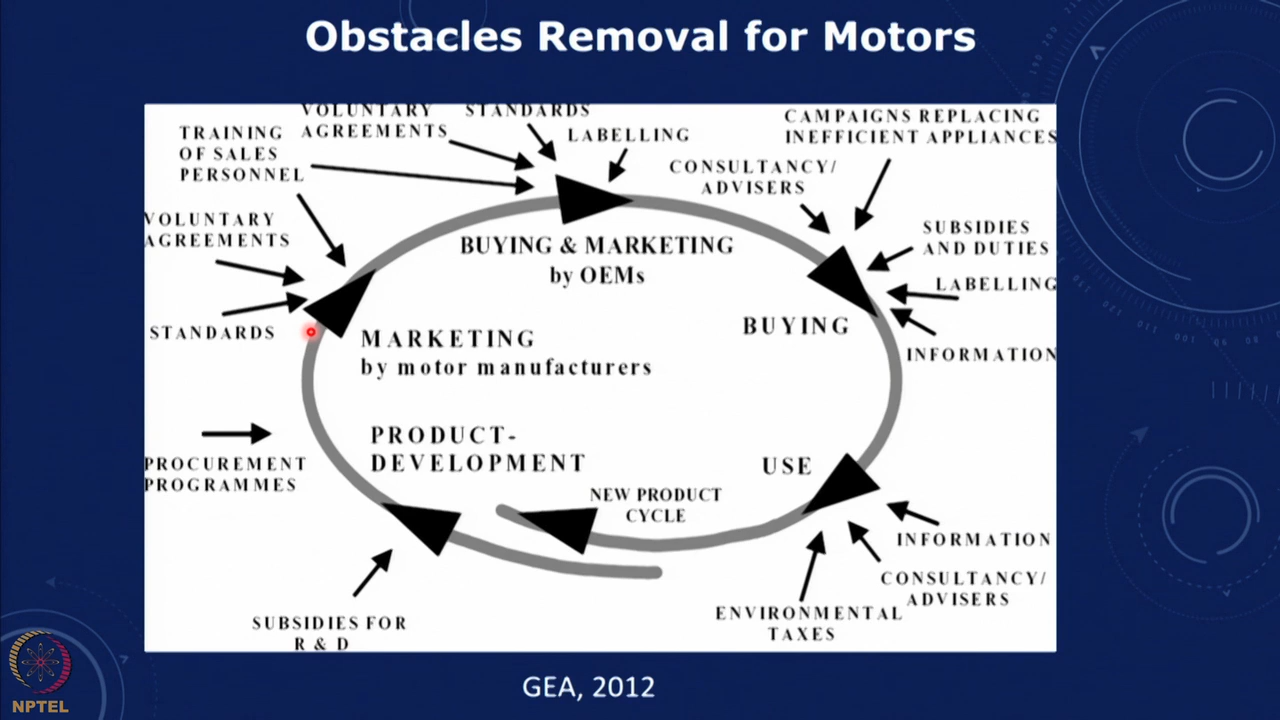 Obstacles Removal for Motors
VOLUNTARY
AGREEMENTS
STANDARDS
LABELLING
TRAINING
OF SALES
PERSONNEL
CAMPAIGNS REPLACING
INEFFICIENT APPLIANCES
CONSULTANCY/
ADVISERS
VOLUNTARY
AGREEMENTS
SUBSIDIES
AND DUTIES
BUYING & MARKETING
by OEMs
LABELLING
STANDARDS
MARKETING
by motor manufacturers
BUYING
INFORMATION
PROCUREMENT
PROGRAMMES
PRODUCT-
DEVELOPMENT
USE
NEW PRODUCT
CYCLE
INFORMATION
CONSULTANCY/
ADVISERS
ENVIRONMENTAL
TAXES
SUBSIDIES FOR
R & D
GEA, 2012
NPTEL